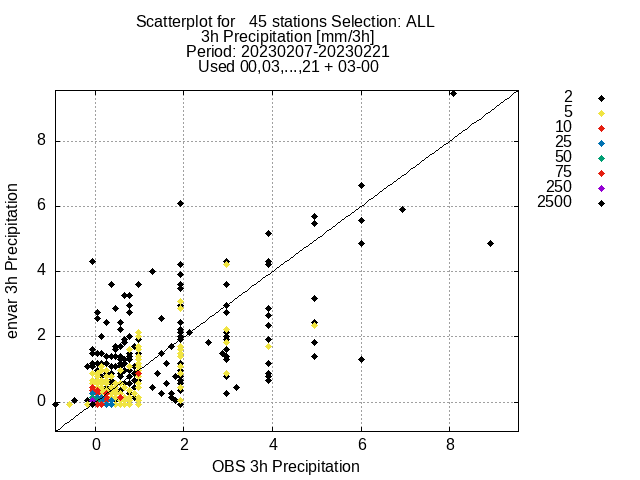 Scatterplot for 45 stations Selection: ALL
3h Precipitation [mm/3h]
Period: 20230207-20230221
Used 00,03,...,21 + 03-00
2
5
10
25
50
75
250
2500
envar 3h Precipitation
8
6
4
2
0
0 2 4 6 8
OBS 3h Precipitation